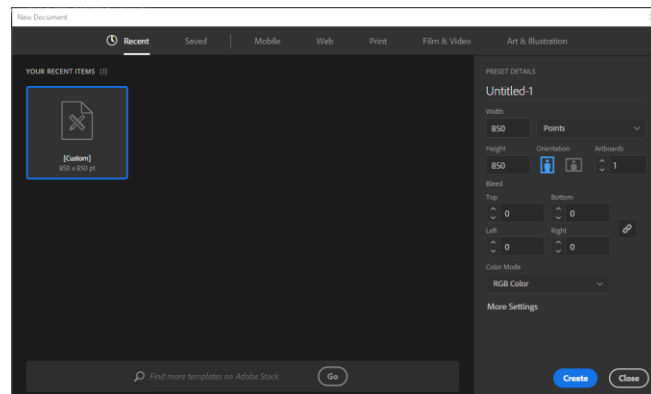 New Document
Recent Saved Mobile Web Print Film & Video Art & Illustration
YOUR RECENT ITEMS (1)
[Custom]
850 x 850 pt
Find more templates on Adobe Stock Go
PRESET DETAILS
Untitled-1
Width
850 Points
Height Orientation Artboards
850 1
Bleed
Top Bottom
0 0
Left Right
0 0
Color Mode
RGB Color
More Settings
Create Close